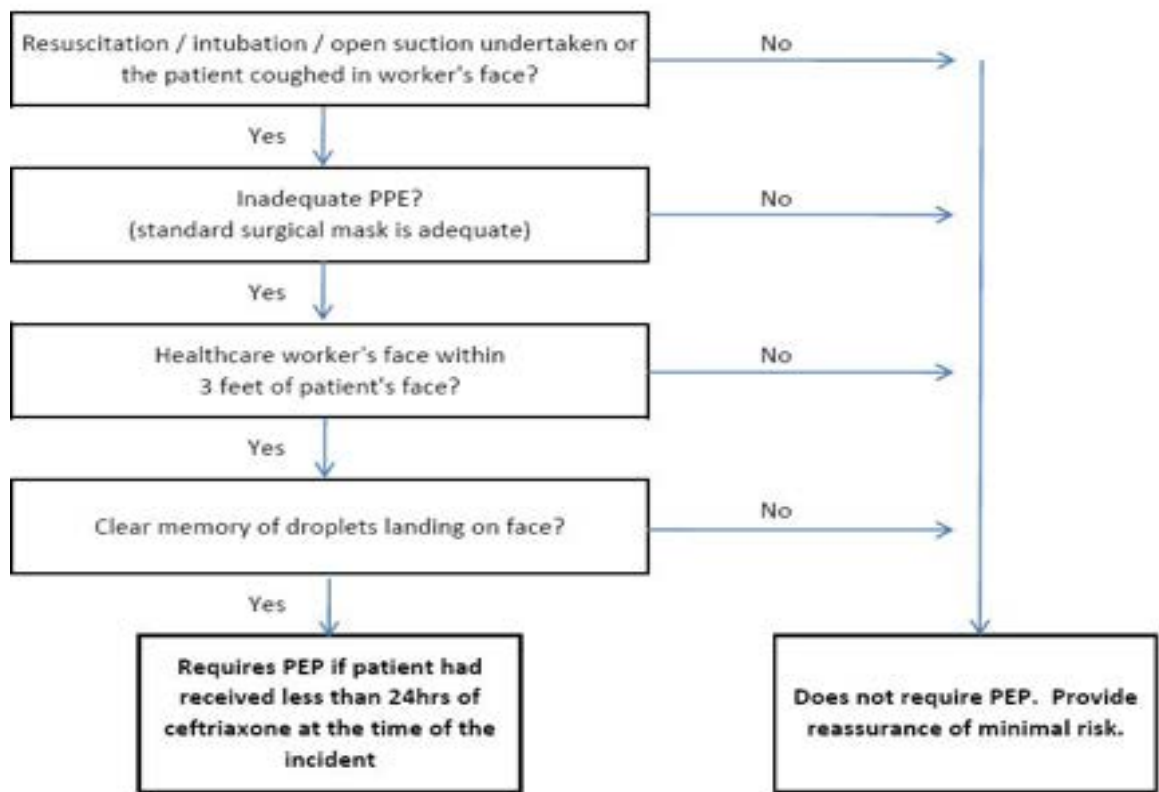 Resuscitation / intubation / open suction undertaken or
the patient coughed in worker's face?
No
Yes
Inadequate PPE?
(standard surgical mask is adequate)
No
Yes
Healthcare worker's face within
3 feet of patient's face?
No
Yes
Clear memory of droplets landing on face?
No
Yes
Requires PEP if patient had
received less than 24hrs of
ceftriaxone at the time of the
incident
Does not require PEP.  Provide
reassurance of minimal risk.